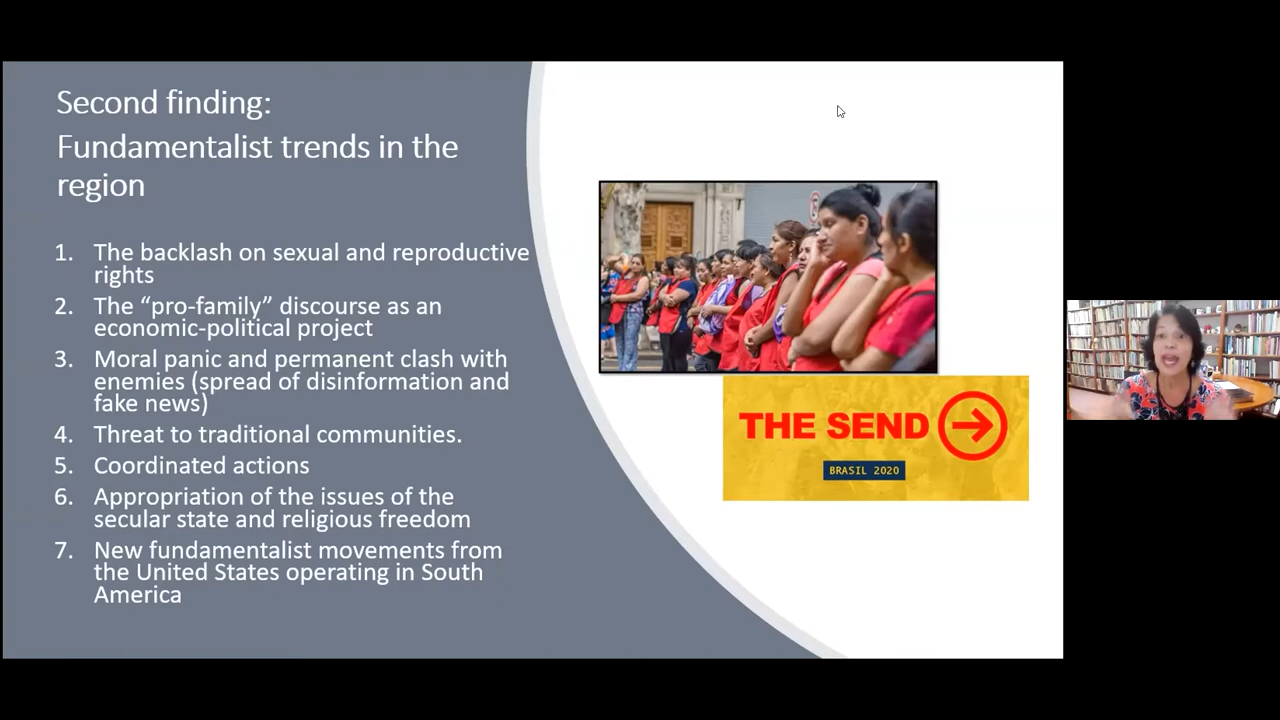 Second finding:
Fundamentalist trends in the
region
1. The backlash on sexual and reproductive
rights
2. The “pro-family” discourse as an
economic-political project
3. Moral panic and permanent clash with
enemies (spread of disinformation and
fake news)
4. Threat to traditional communities.
5. Coordinated actions
6. Appropriation of the issues of the
secular state and religious freedom
7. New fundamentalist movements from
the United States operating in South
America
THE SEND
BRASIL 2020